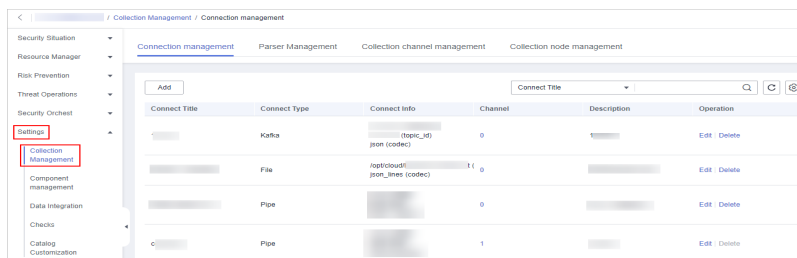 < / Collection Management / Connection management
Security Situation
Resource Manager
Risk Prevention
Threat Operations
Security Orchest
Settings
Collection
Management
Component
management
Data Integration
Checks
Catalog
Customization
Connection management Parser Management Collection channel management Collection node management
Add Connect Title
Connect Title Connect Type Connect Info Channel Description Operation
Kafka (topic_id) 0 Edit Delete
json (codec)
File /opt/cloud/ t ( 0 Edit Delete
json_lines (codec)
Pipe 0 Edit Delete
c Pipe 1 Edit Delete